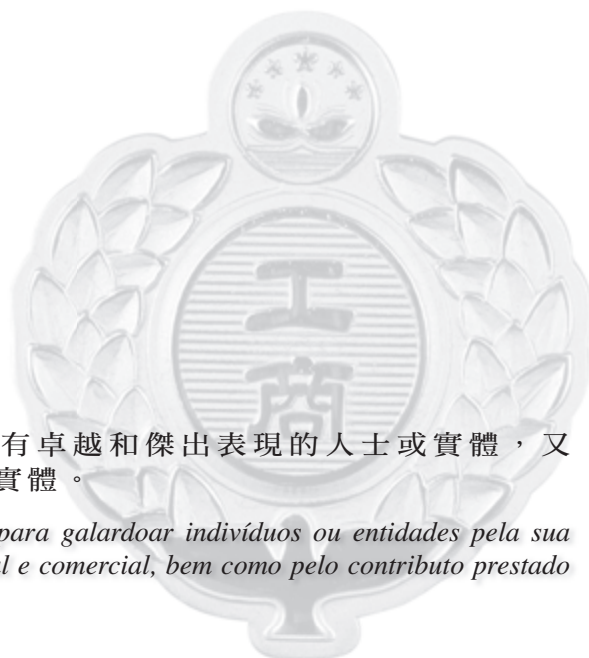 工
商
有卓越和傑出表現的人士或實體，又
實體。
para galardoar indivíduos ou entidades pela sua
l e comercial, bem como pelo contributo prestado